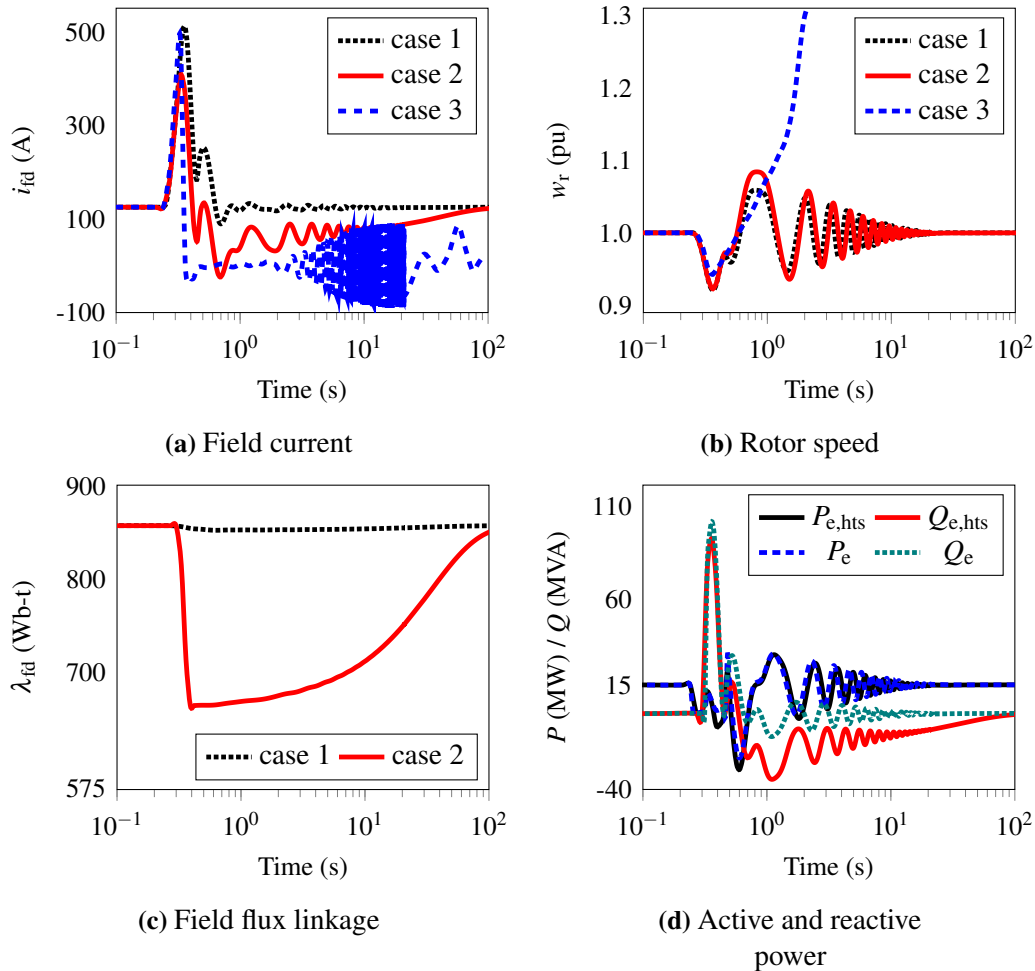 500
300
100
-100
i_fd (A)
case 1
case 2
case 3
10^-1 10^0 10^1 10^2
Time (s)
(a) Field current
1.3
1.2
1.1
1.0
0.9
w_r (pu)
case 1
case 2
case 3
10^-1 10^0 10^1 10^2
Time (s)
(b) Rotor speed
900
800
700
575
λ_fd (Wb-t)
case 1 case 2
10^-1 10^0 10^1 10^2
Time (s)
(c) Field flux linkage
110
60
15
-40
P (MW) / Q (MVA)
P_e,hts Q_e,hts
P_e Q_e
10^-1 10^0 10^1 10^2
Time (s)
(d) Active and reactive
power